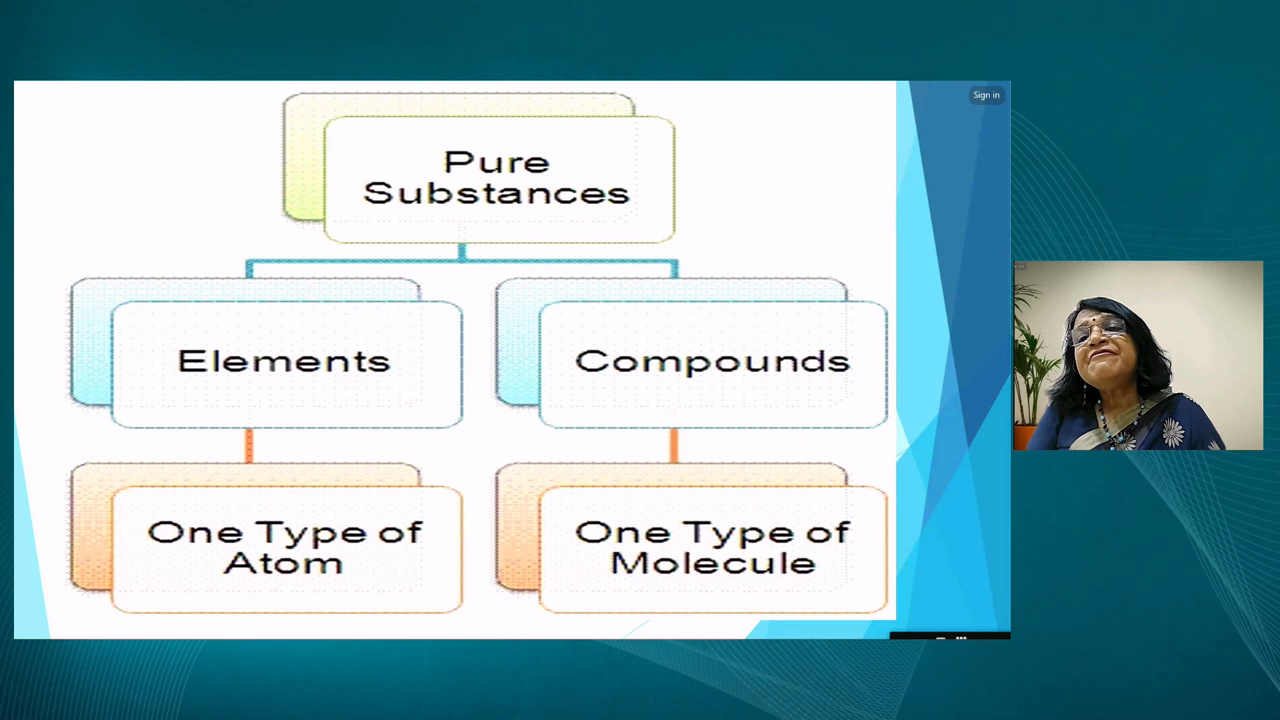 Sign in
Pure
Substances
Elements
Compounds
One Type of
Atom
One Type of
Molecule